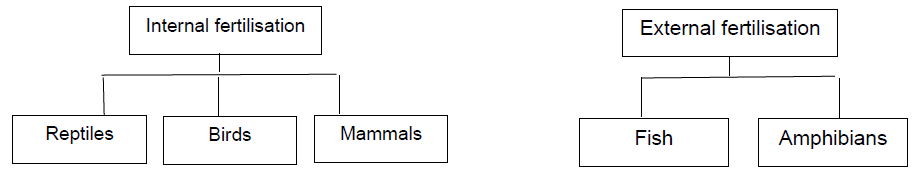 Internal fertilisation
External fertilisation
Reptiles
Birds
Mammals
Fish
Amphibians